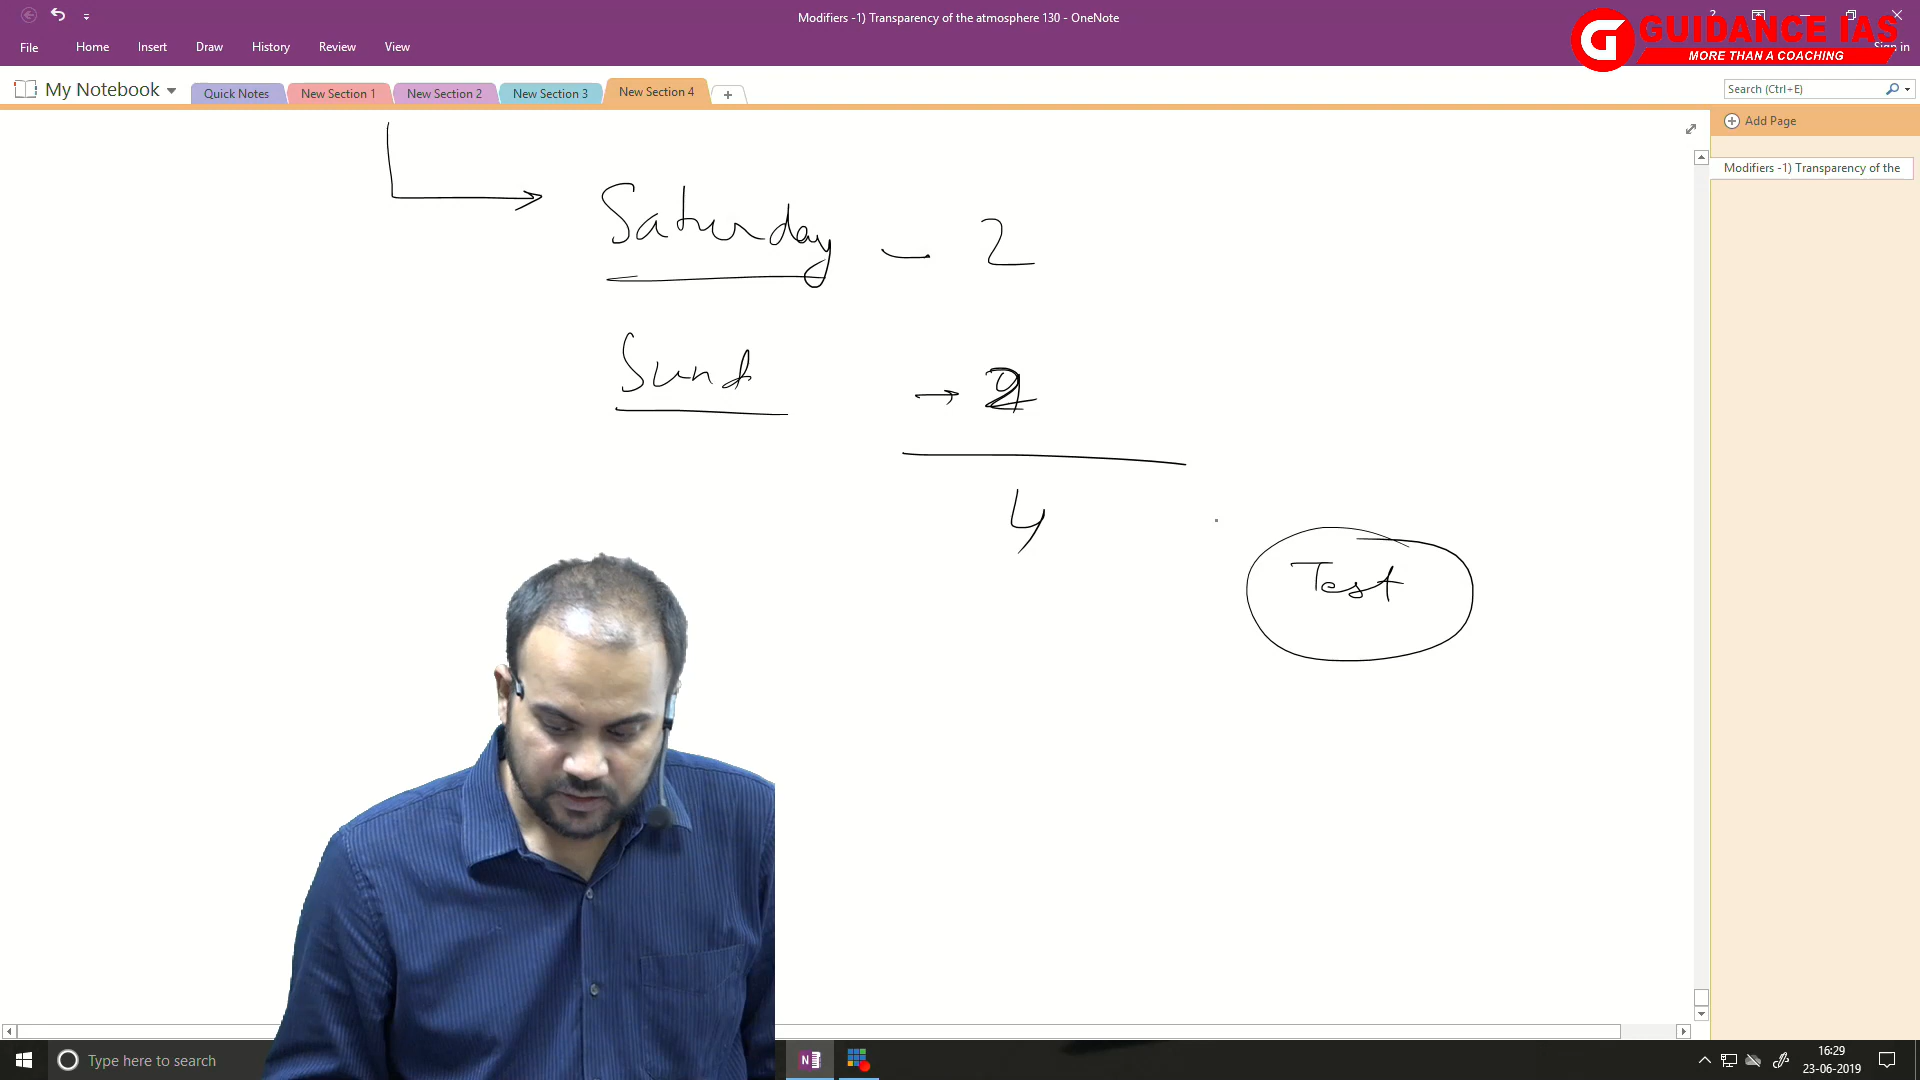 Modifiers -1) Transparency of the atmosphere 130 - OneNote
?
GUIDANCE IAS
MORE THAN A COACHING
Sign in
File Home Insert Draw History Review View
My Notebook Quick Notes New Section 1 New Section 2 New Section 3 New Section 4 +
Search (Ctrl+E)
Add Page
Modifiers -1) Transparency of the
Saturday - 2
Sund → 2
4
Test
Type here to search
N
16:29
23-06-2019